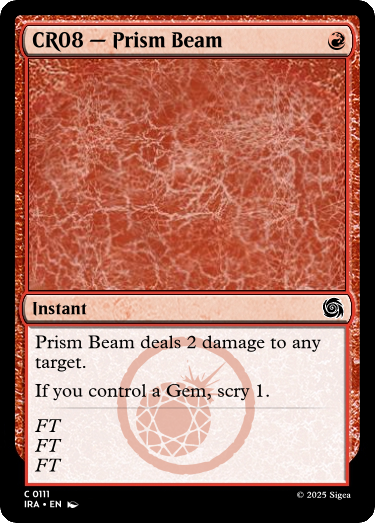 CR08 — Prism Beam
Instant
Prism Beam deals 2 damage to any
target.
If you control a Gem, scry 1.
FT
FT
FT
C 0111
IRA • EN
© 2025 Sigea